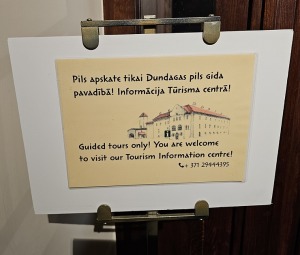 Pils apskate tikai Dundagas pils gida
pavadībā! Informācija Tūrisma centrā!
Guided tours only! You are welcome
to visit our Tourism Information centre!
+ 371 29444395